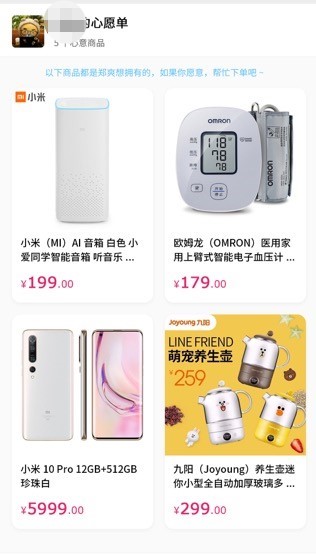 的心愿单
5 个心意商品
以下商品都是郑爽想拥有的，如果你愿意，帮忙下单吧 ~
小米
OMRON
118
78
78
OMRON
小米（MI）AI 音箱 白色 小
爱同学智能音箱 听音乐 ...
¥199.00
欧姆龙（OMRON）医用家
用上臂式智能电子血压计 ...
¥179.00
Joyoung 九阳
LINE FRIEND
萌宠养生壶
¥259
小米 10 Pro 12GB+512GB
珍珠白
¥5999.00
九阳（Joyoung）养生壶迷
你小型全自动加厚玻璃多 ...
¥299.00